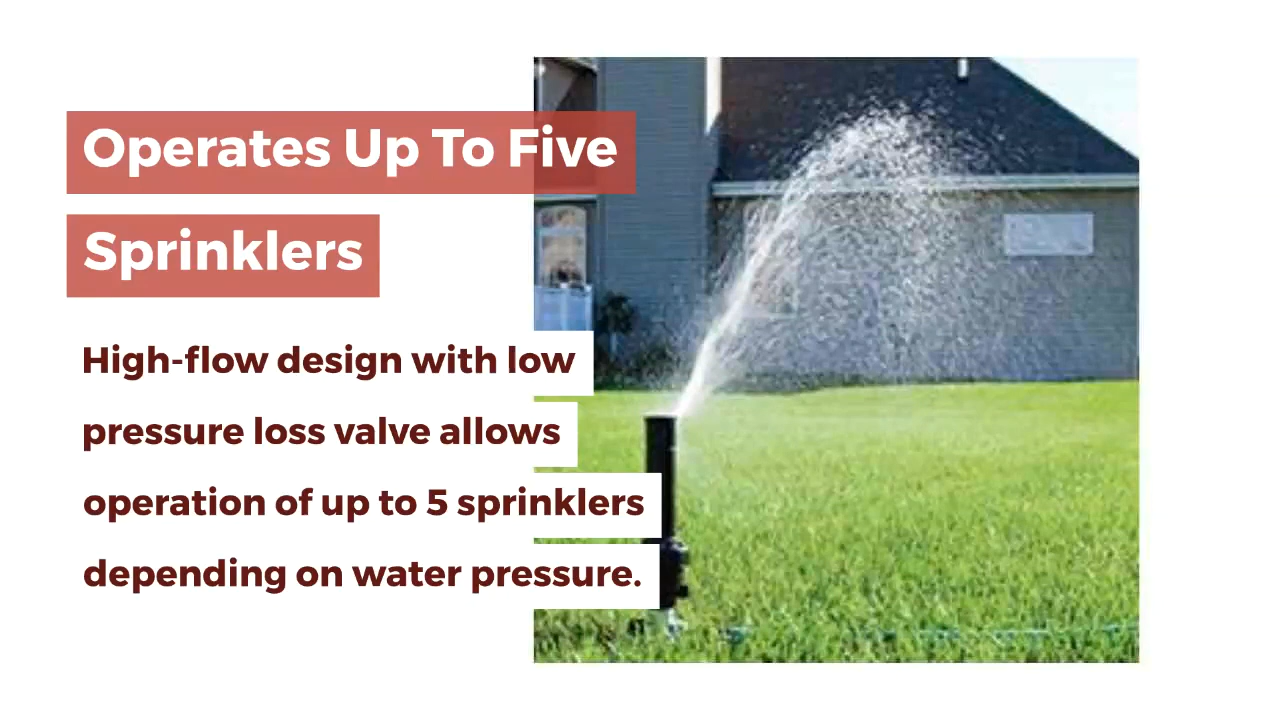 Operates Up To Five
Sprinklers
High-flow design with low
pressure loss valve allows
operation of up to 5 sprinklers
depending on water pressure.